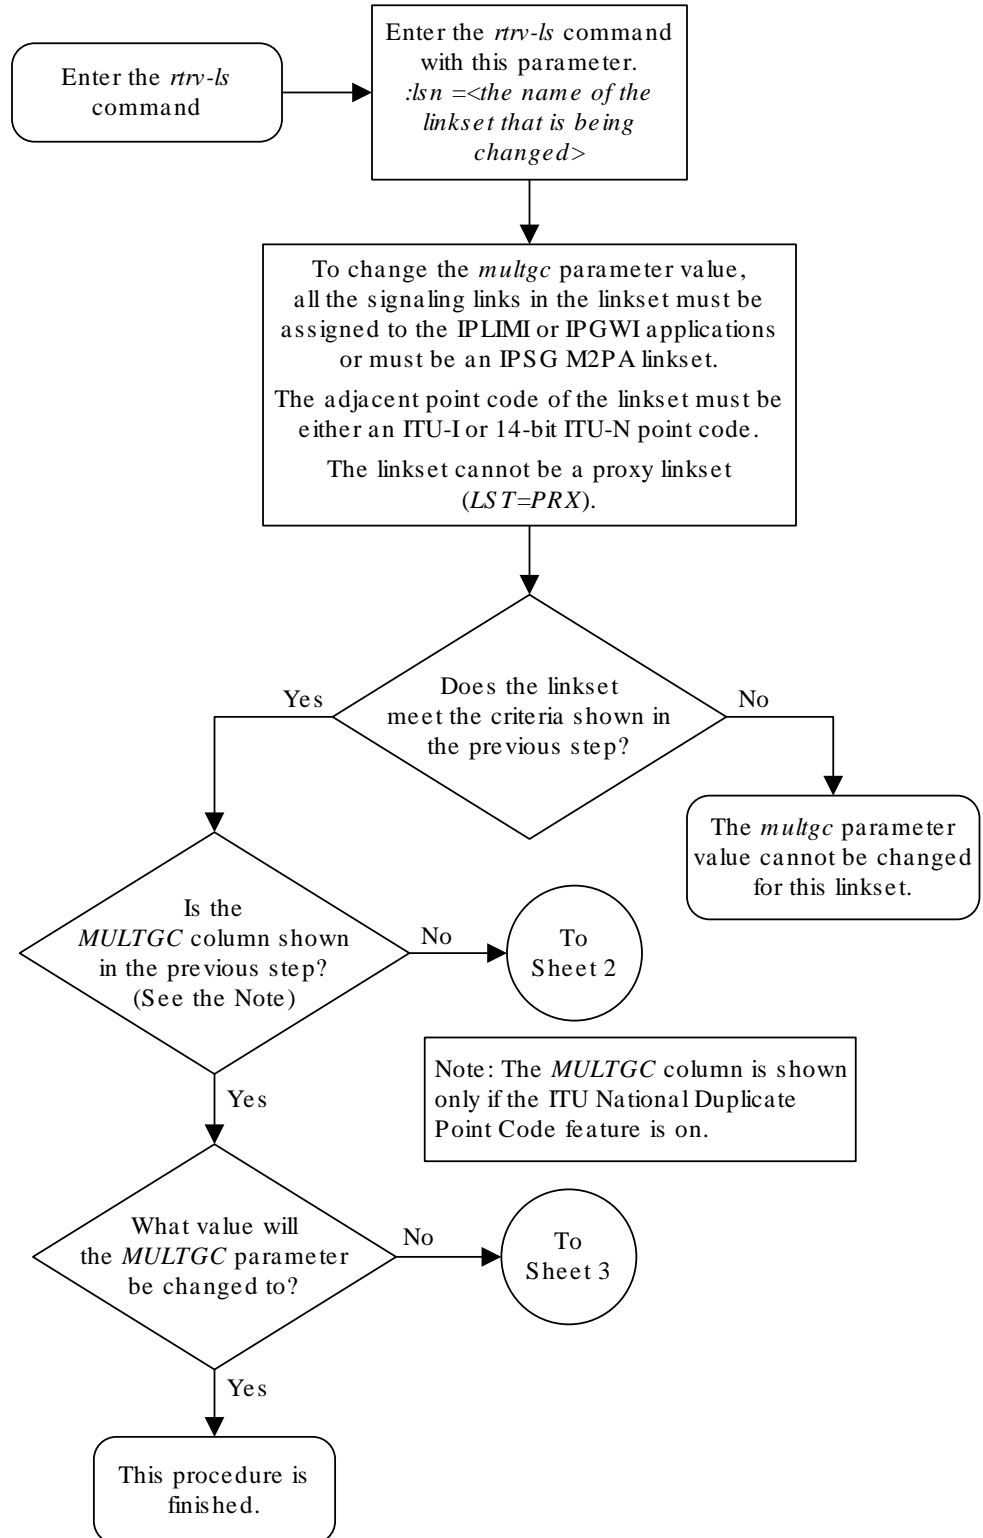 Enter the rtrv-ls
command
Enter the rtrv-ls command
with this parameter.
:lsn =<the name of the
linkset that is being
changed>
To change the multgc parameter value,
all the signaling links in the linkset must be
assigned to the IPLIMI or IPGWI applications
or must be an IPSG M2PA linkset.
The adjacent point code of the linkset must be
either an ITU-I or 14-bit ITU-N point code.
The linkset cannot be a proxy linkset
(LST=PRX).
Does the linkset
meet the criteria shown in
the previous step?
Yes
No
The multgc parameter
value cannot be changed
for this linkset.
Is the
MULTGC column shown
in the previous step?
(See the Note)
No
To
Sheet 2
Yes
Note: The MULTGC column is shown
only if the ITU National Duplicate
Point Code feature is on.
What value will
the MULTGC parameter
be changed to?
No
To
Sheet 3
Yes
This procedure is
finished.